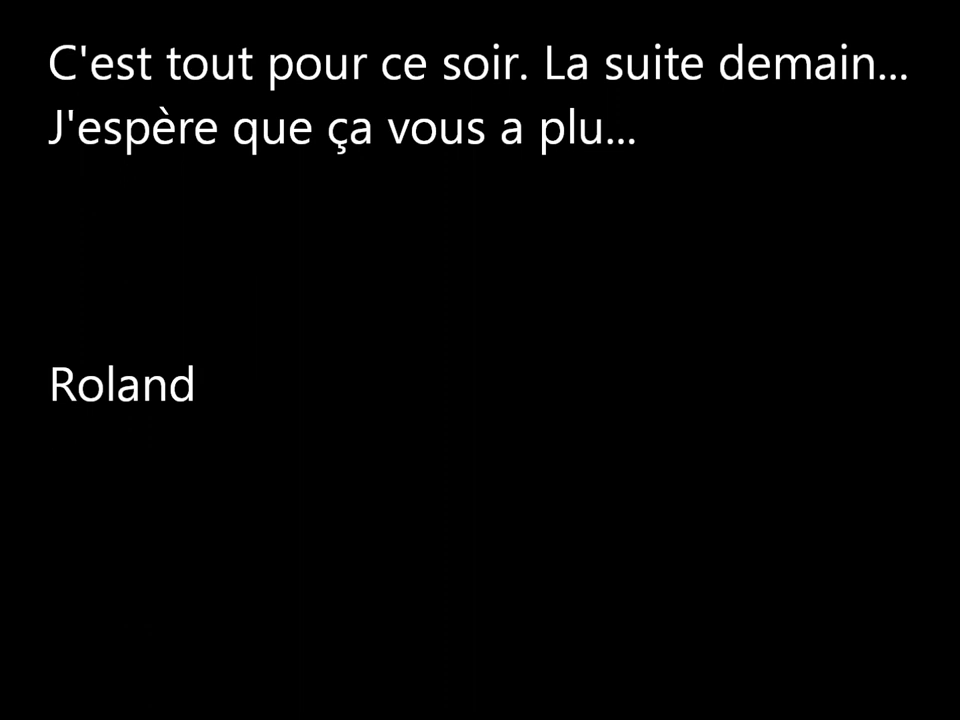 C'est tout pour ce soir. La suite demain...
J'espère que ça vous a plu...
Roland